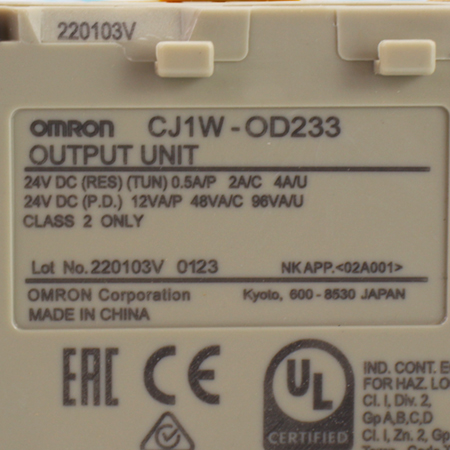 220103V
OMRON CJ1W-OD233
OUTPUT UNIT
24V DC (RES) (TUN) 0.5A/P 2A/C 4A/U
24V DC (P.D.) 12VA/P 48VA/C 96VA/U
CLASS 2 ONLY
Lot No. 220103V 0123 NK APP.<02A001>
OMRON Corporation Kyoto, 600-8530 JAPAN
MADE IN CHINA
EAC CE UL
CERTIFIED
IND. CONT. E
FOR HAZ. LO
Cl. I, Div. 2,
Gp A,B,C,D
Cl. I, Zn. 2, Gp